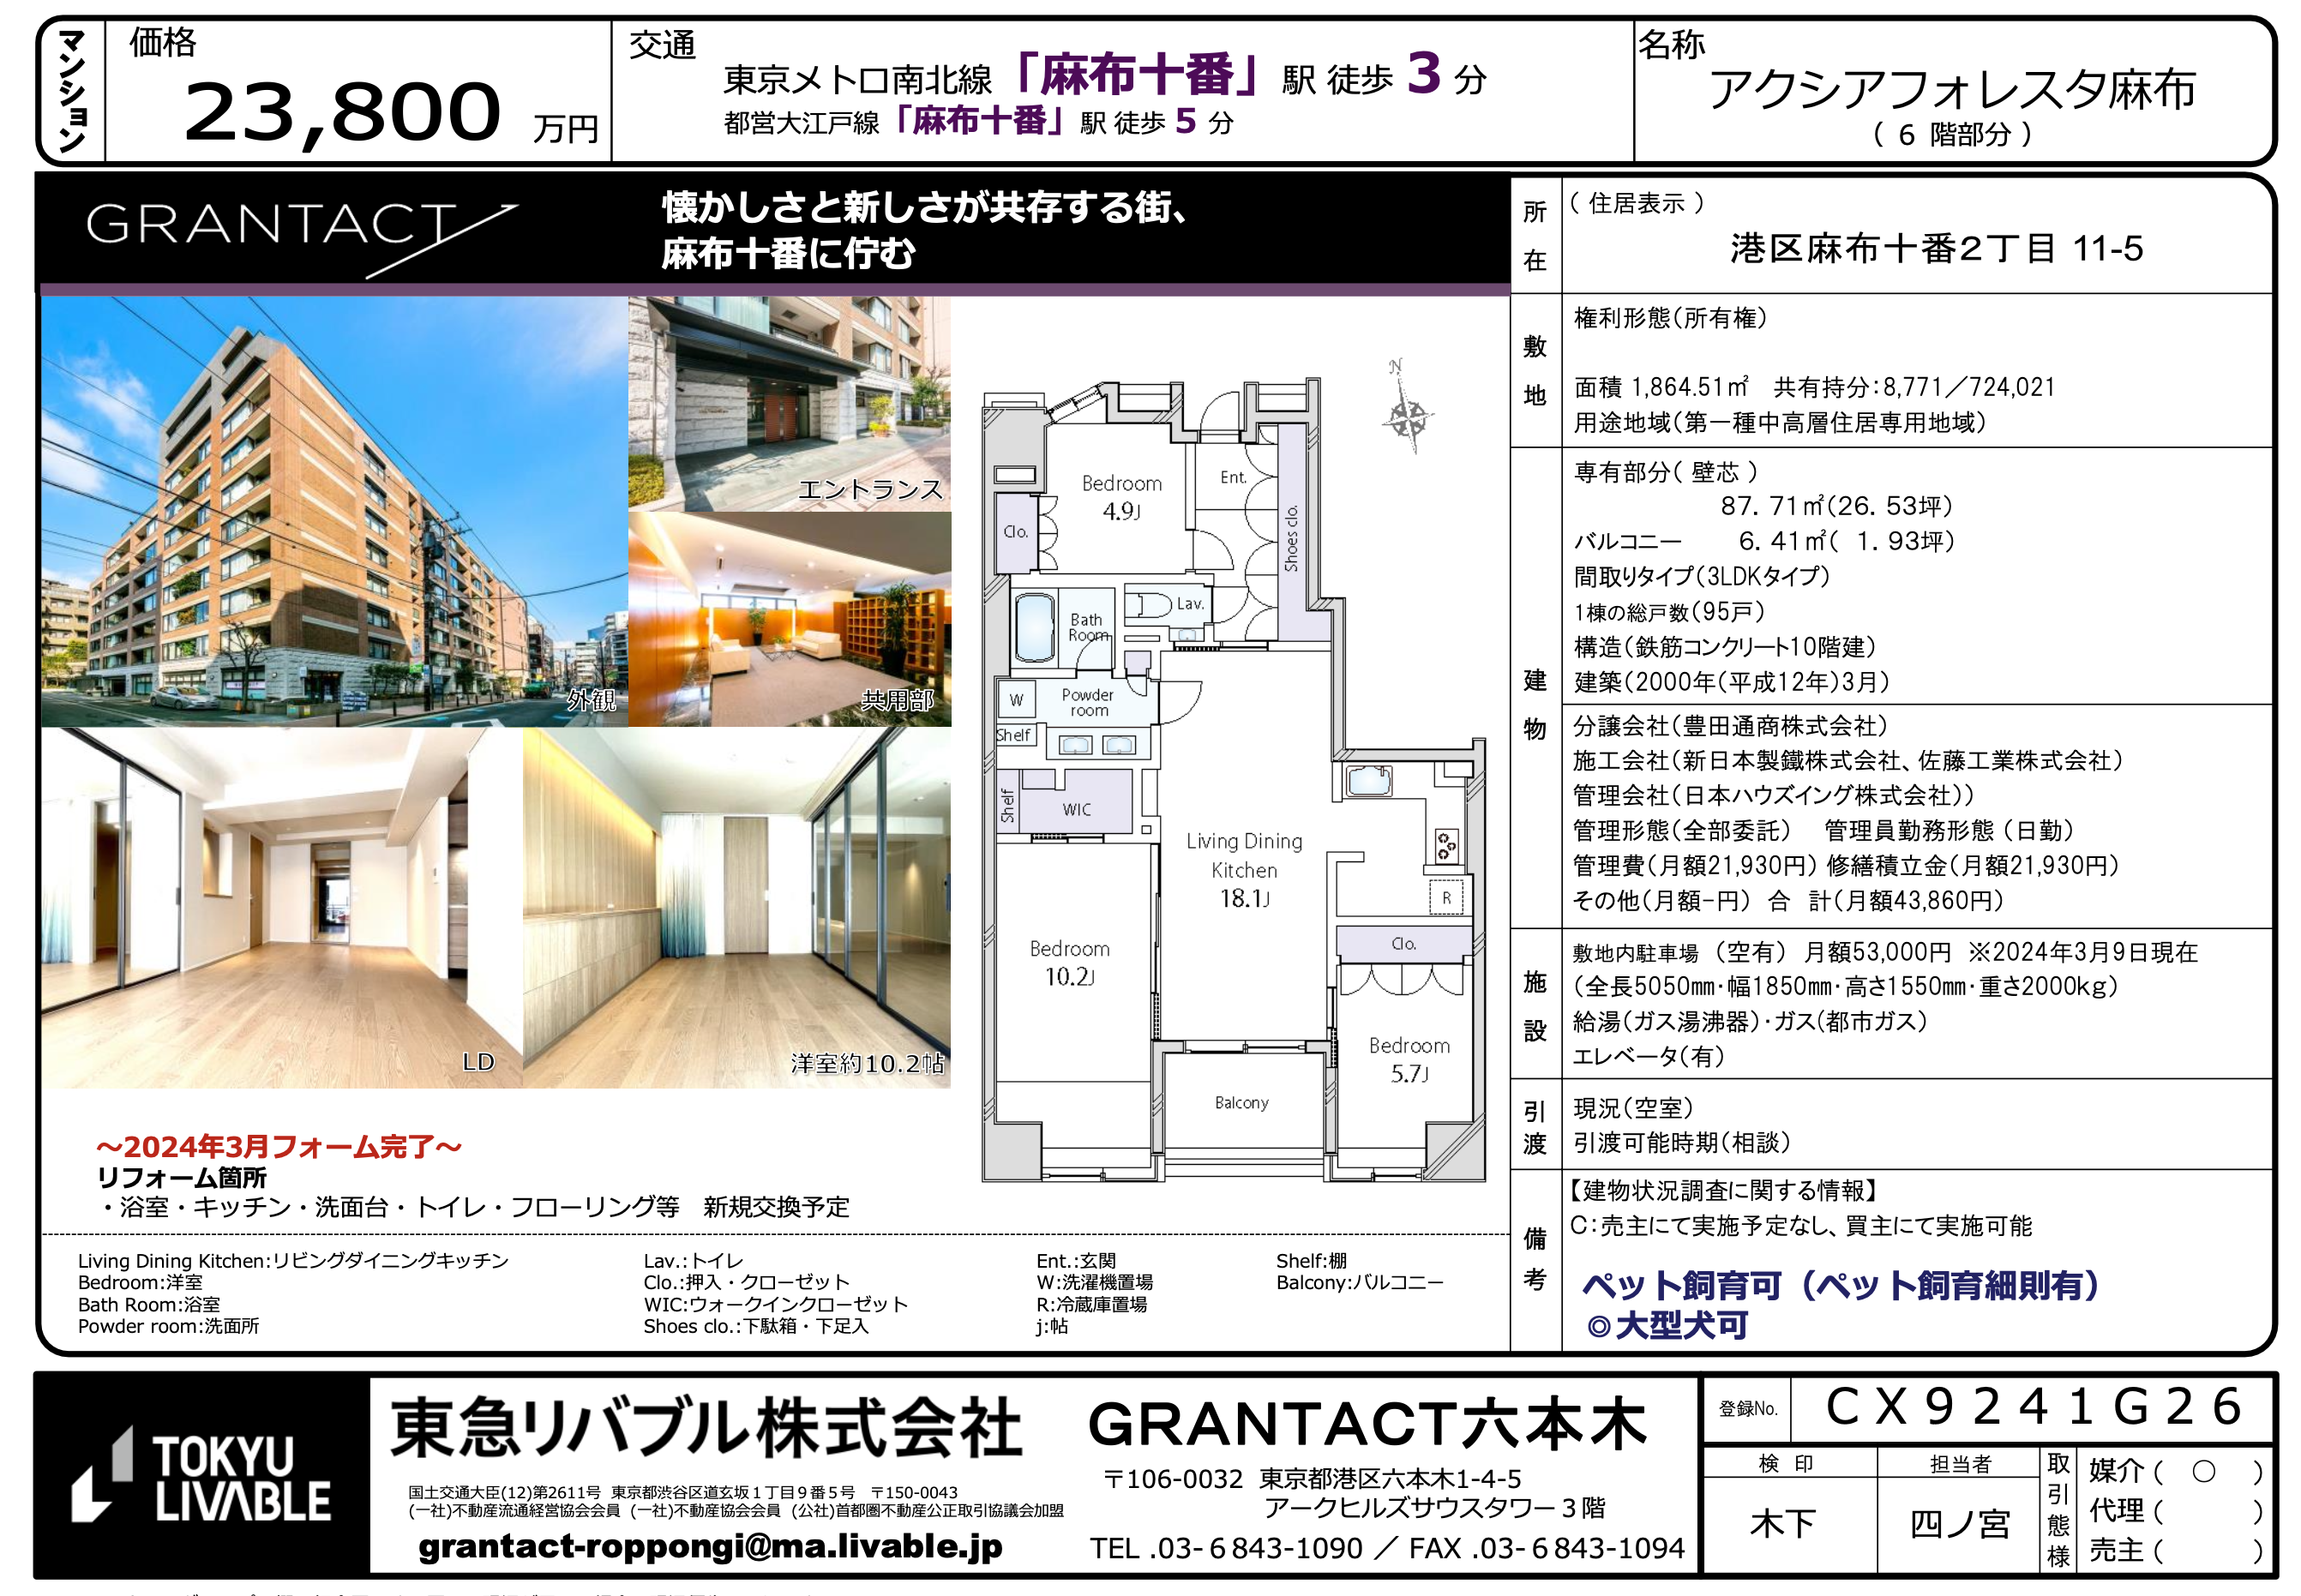 マンション
価格
23,800 万円
交通
東京メトロ南北線「麻布十番」駅 徒歩 3 分
都営大江戸線「麻布十番」駅 徒歩 5 分
名称
アクシアフォレスタ麻布
（ 6 階部分 ）
GRANTACT
懐かしさと新しさが共存する街、
麻布十番に佇む
外観
エントランス
共用部
LD
洋室約10.2帖
N
Bedroom
4.9J
Ent.
Shoes clo.
Clo.
Bath
Room
Lav.
W
Powder
room
Shelf
Shelf
WIC
Living Dining
Kitchen
18.1J
R
Clo.
Bedroom
10.2J
Bedroom
5.7J
Balcony
～2024年3月フォーム完了～
リフォーム箇所
・浴室・キッチン・洗面台・トイレ・フローリング等　新規交換予定
Living Dining Kitchen:リビングダイニングキッチン
Bedroom:洋室
Bath Room:浴室
Powder room:洗面所
Lav.:トイレ
Clo.:押入・クローゼット
WIC:ウォークインクローゼット
Shoes clo.:下駄箱・下足入
Ent.:玄関
W:洗濯機置場
R:冷蔵庫置場
j:帖
Shelf:棚
Balcony:バルコニー
所在
（ 住居表示 ）
港区麻布十番２丁目 11-5
敷地
権利形態（所有権）
面積 1,864.51㎡　共有持分：8,771／724,021
用途地域（第一種中高層住居専用地域）
建物
専有部分（ 壁芯 ）
87. 71㎡（26. 53坪）
バルコニー　6. 41㎡（ 1. 93坪）
間取りタイプ（3LDKタイプ）
1棟の総戸数（95戸）
構造（鉄筋コンクリート10階建）
建築（2000年（平成12年）3月）
分譲会社（豊田通商株式会社）
施工会社（新日本製鐵株式会社、佐藤工業株式会社）
管理会社（日本ハウズイング株式会社））
管理形態（全部委託）　管理員勤務形態（日勤）
管理費（月額21,930円） 修繕積立金（月額21,930円）
その他（月額-円） 合 計（月額43,860円）
施設
敷地内駐車場 （空有） 月額53,000円 ※2024年3月9日現在
（全長5050㎜・幅1850㎜・高さ1550㎜・重さ2000kg）
給湯（ガス湯沸器）・ガス（都市ガス）
エレベータ（有）
引渡
現況（空室）
引渡可能時期（相談）
備考
【建物状況調査に関する情報】
C：売主にて実施予定なし、買主にて実施可能
ペット飼育可（ペット飼育細則有）
◎大型犬可
TOKYU
LIVABLE
東急リバブル株式会社
国土交通大臣(12)第2611号 東京都渋谷区道玄坂１丁目９番５号 〒150-0043
(一社)不動産流通経営協会会員 (一社)不動産協会会員 (公社)首都圏不動産公正取引協議会加盟
grantact-roppongi@ma.livable.jp
GRANTACT六本木
〒106-0032 東京都港区六本木1-4-5
アークヒルズサウスタワー３階
TEL .03-６843-1090 ／ FAX .03-６843-1094
登録No.
ＣＸ９２４１Ｇ２６
検 印
木下
担当者
四ノ宮
取引態様
媒介（ ○ ）
代理（ ）
売主（ ）